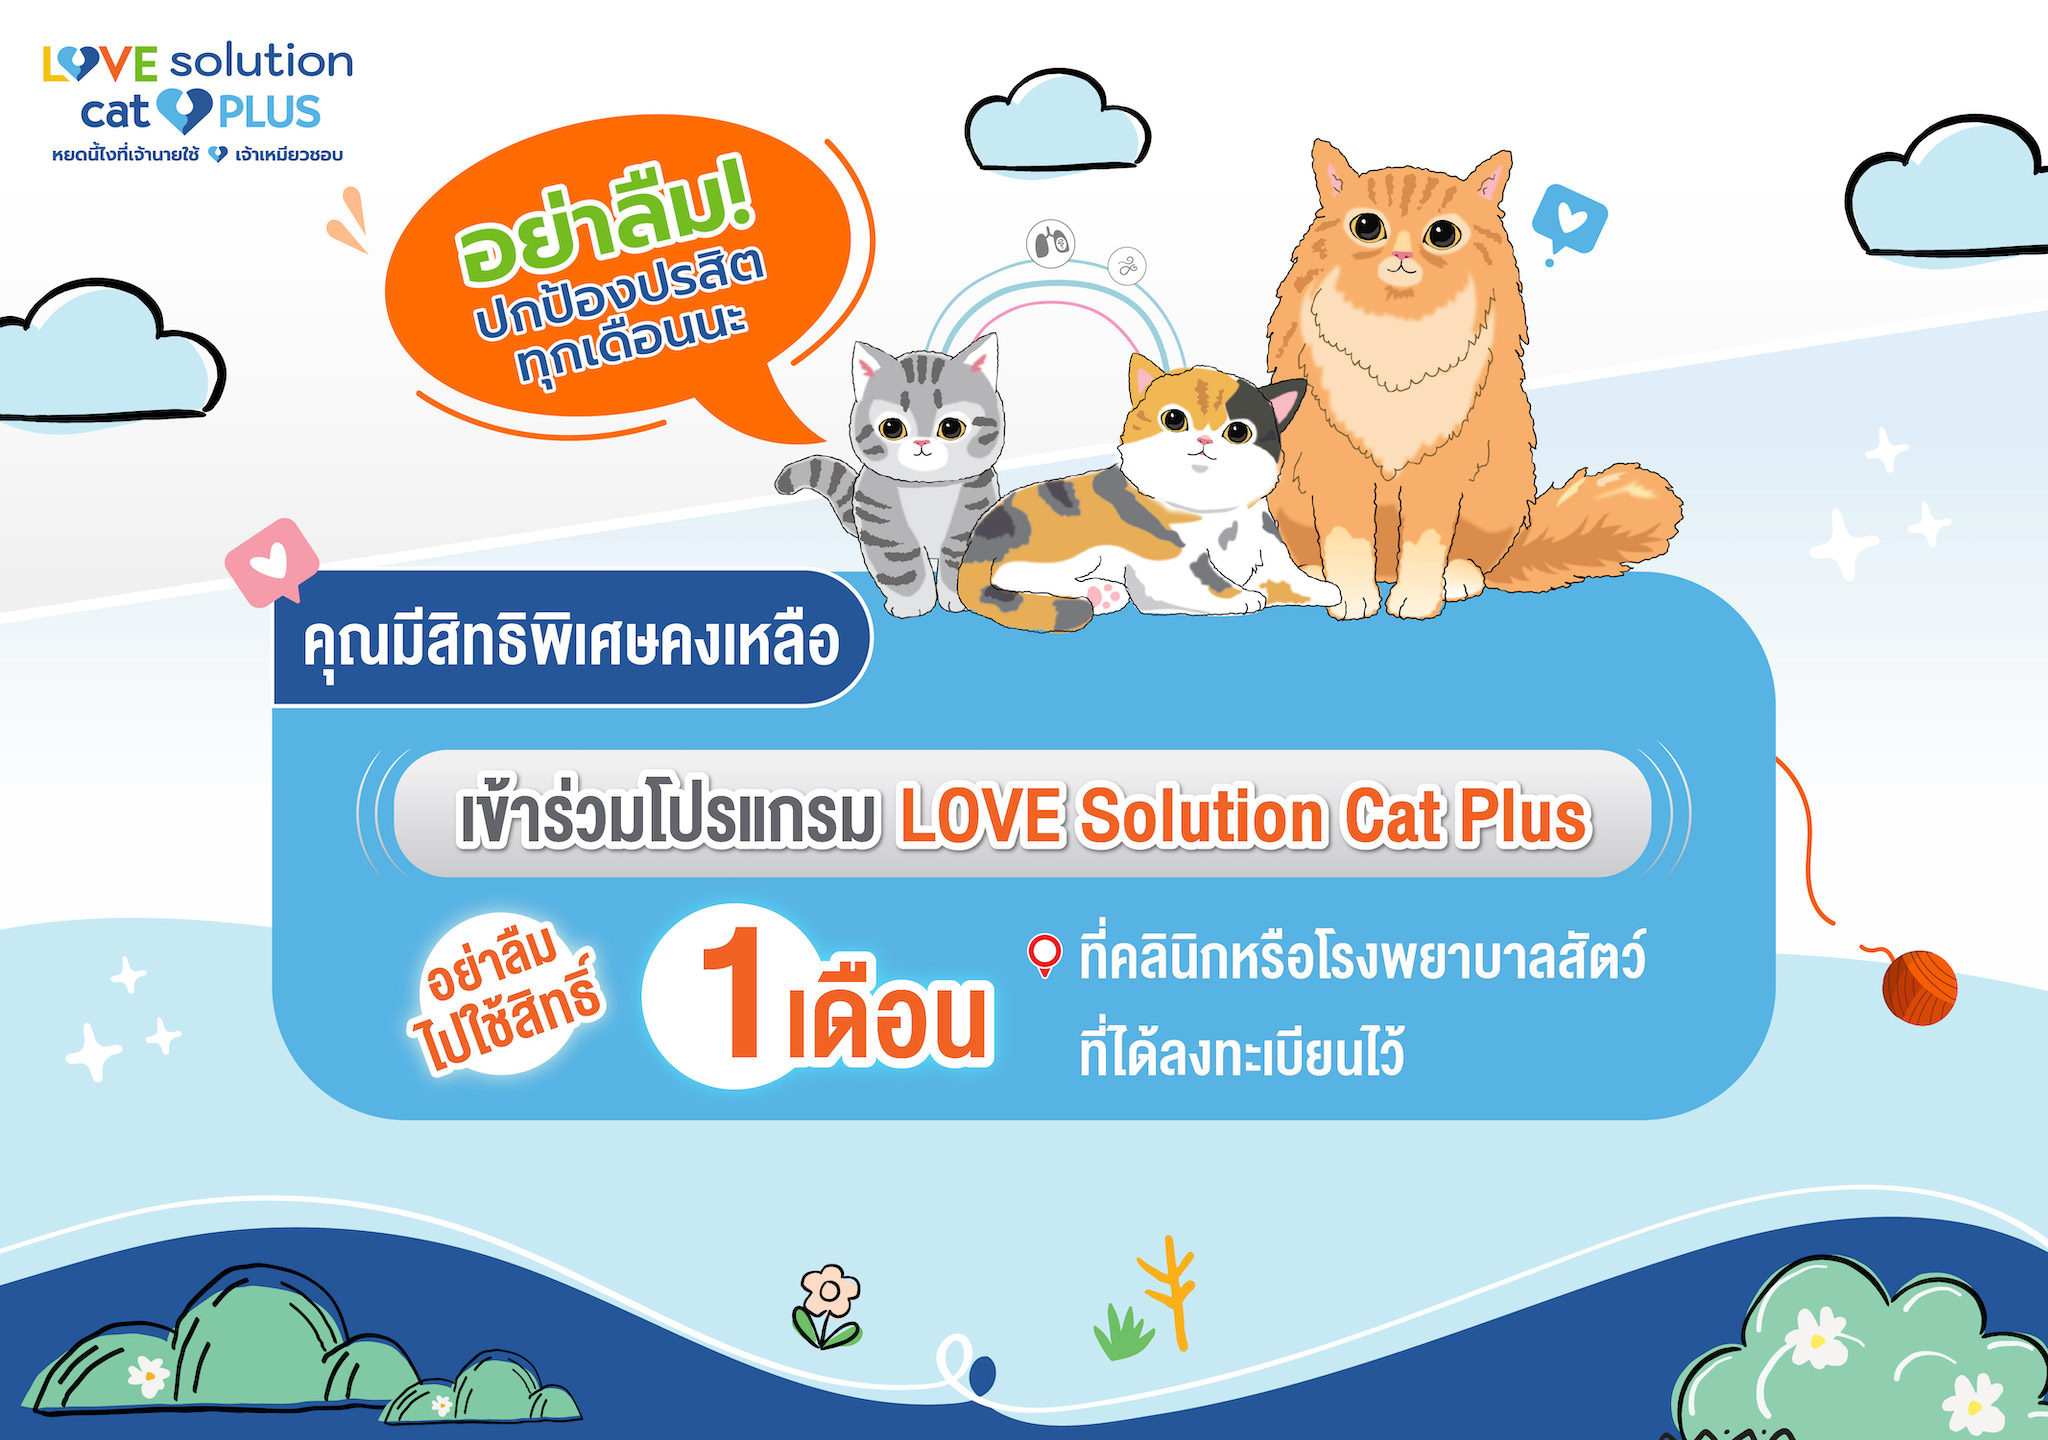 LOVE solution
cat PLUS
หยดนี้ไงที่เจ้านายใช้ เจ้าเหมียวชอบ
อย่าลืม!
ปกป้องปรสิต
ทุกเดือนนะ
คุณมีสิทธิพิเศษคงเหลือ
เข้าร่วมโปรแกรม LOVE Solution Cat Plus
อย่าลืม
ไปใช้สิทธิ์
1 เดือน
ที่คลินิกหรือโรงพยาบาลสัตว์
ที่ได้ลงทะเบียนไว้